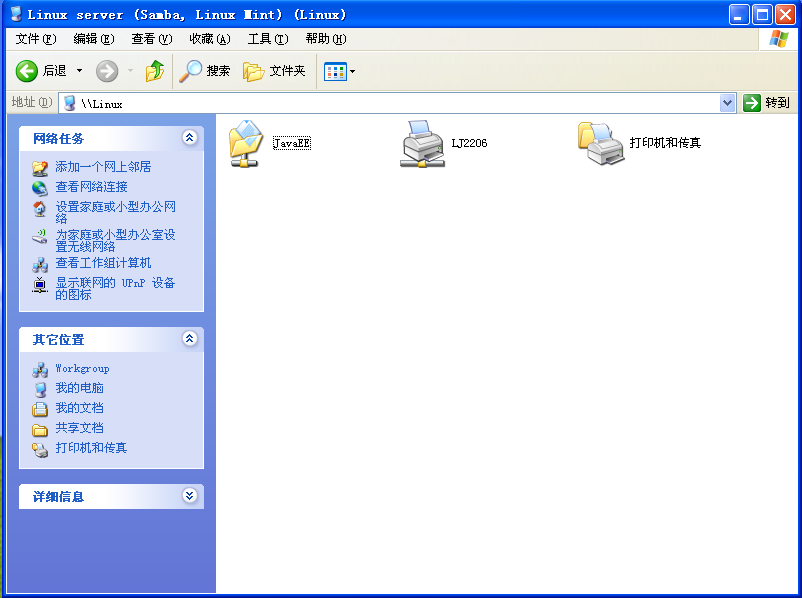 Linux server (Samba, Linux Mint) (Linux)
文件(F) 编辑(E) 查看(V) 收藏(A) 工具(T) 帮助(H)
后退 搜索 文件夹
地址(D) \\Linux 转到
网络任务
添加一个网上邻居
查看网络连接
设置家庭或小型办公网
络
为家庭或小型办公室设
置无线网络
查看工作组计算机
显示联网的 UPnP 设备
的图标
其它位置
Workgroup
我的电脑
我的文档
共享文档
打印机和传真
详细信息
JavaEE LJ2206 打印机和传真